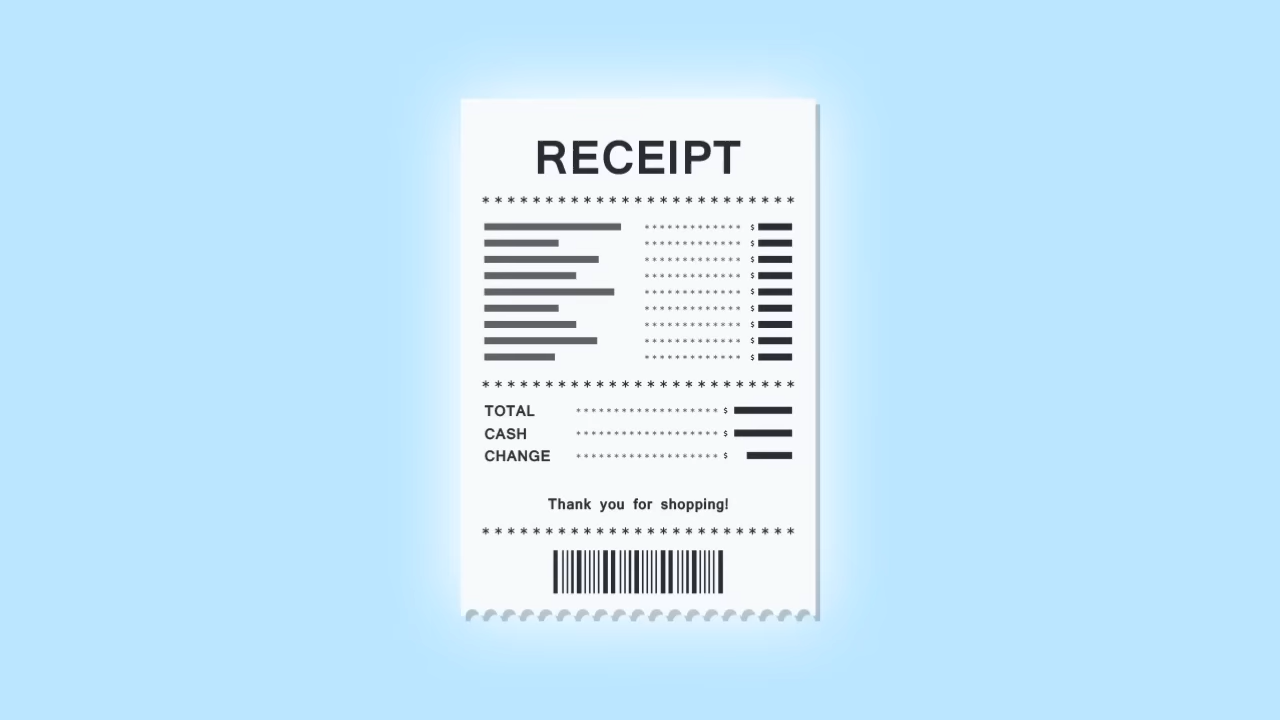 RECEIPT
* * * * * * * * * * * * * * * * * * * * * * * * *
* * * * * * * * * * * * * $
* * * * * * * * * * * * * $
* * * * * * * * * * * * * $
* * * * * * * * * * * * * $
* * * * * * * * * * * * * $
* * * * * * * * * * * * * $
* * * * * * * * * * * * * $
* * * * * * * * * * * * * $
* * * * * * * * * * * * * $
* * * * * * * * * * * * * * * * * * * * * * * * *
TOTAL * * * * * * * * * * * * * * * * * * * $
CASH * * * * * * * * * * * * * * * * * * * $
CHANGE * * * * * * * * * * * * * * * * * * * $
Thank you for shopping!
* * * * * * * * * * * * * * * * * * * * * * * * *